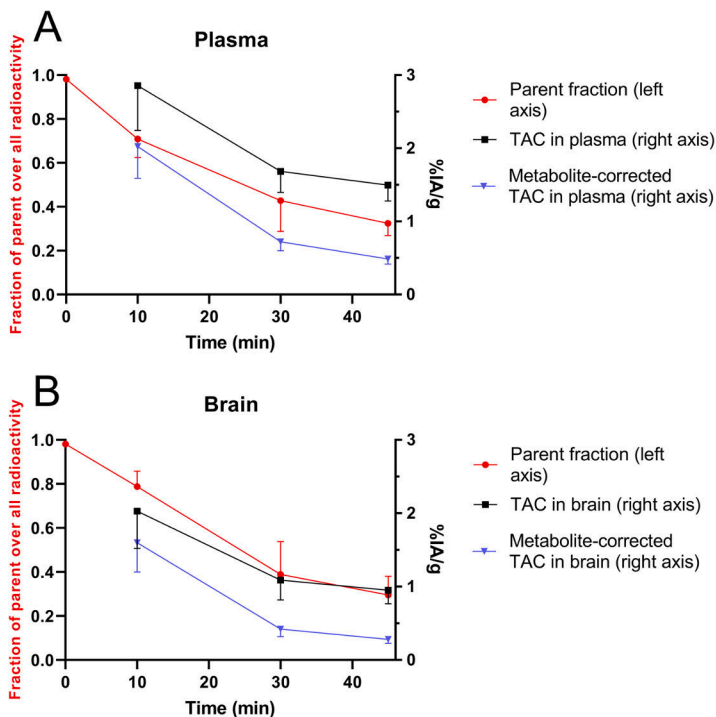 A
Plasma
Fraction of parent over all radioactivity
1.0
0.8
0.6
0.4
0.2
0.0
0
10
20
30
40
Time (min)
3
2
1
0
%IA/g
Parent fraction (left
axis)
TAC in plasma (right axis)
Metabolite-corrected
TAC in plasma (right axis)
B
Brain
Fraction of parent over all radioactivity
1.0
0.8
0.6
0.4
0.2
0.0
0
10
20
30
40
Time (min)
3
2
1
0
%IA/g
Parent fraction (left
axis)
TAC in brain (right axis)
Metabolite-corrected
TAC in brain (right axis)